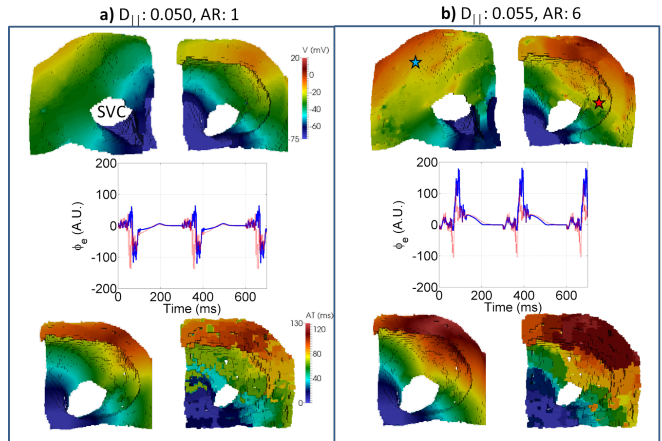 a) D||: 0.050, AR: 1
b) D||: 0.055, AR: 6
V (mV)
20
0
-20
-40
-60
75
SVC
200
100
0
-100
-200
ϕe (A.U.)
0 200 400 600
Time (ms)
200
100
0
-100
-200
ϕe (A.U.)
0 200 400 600
Time (ms)
AT (ms)
130
120
80
40
0